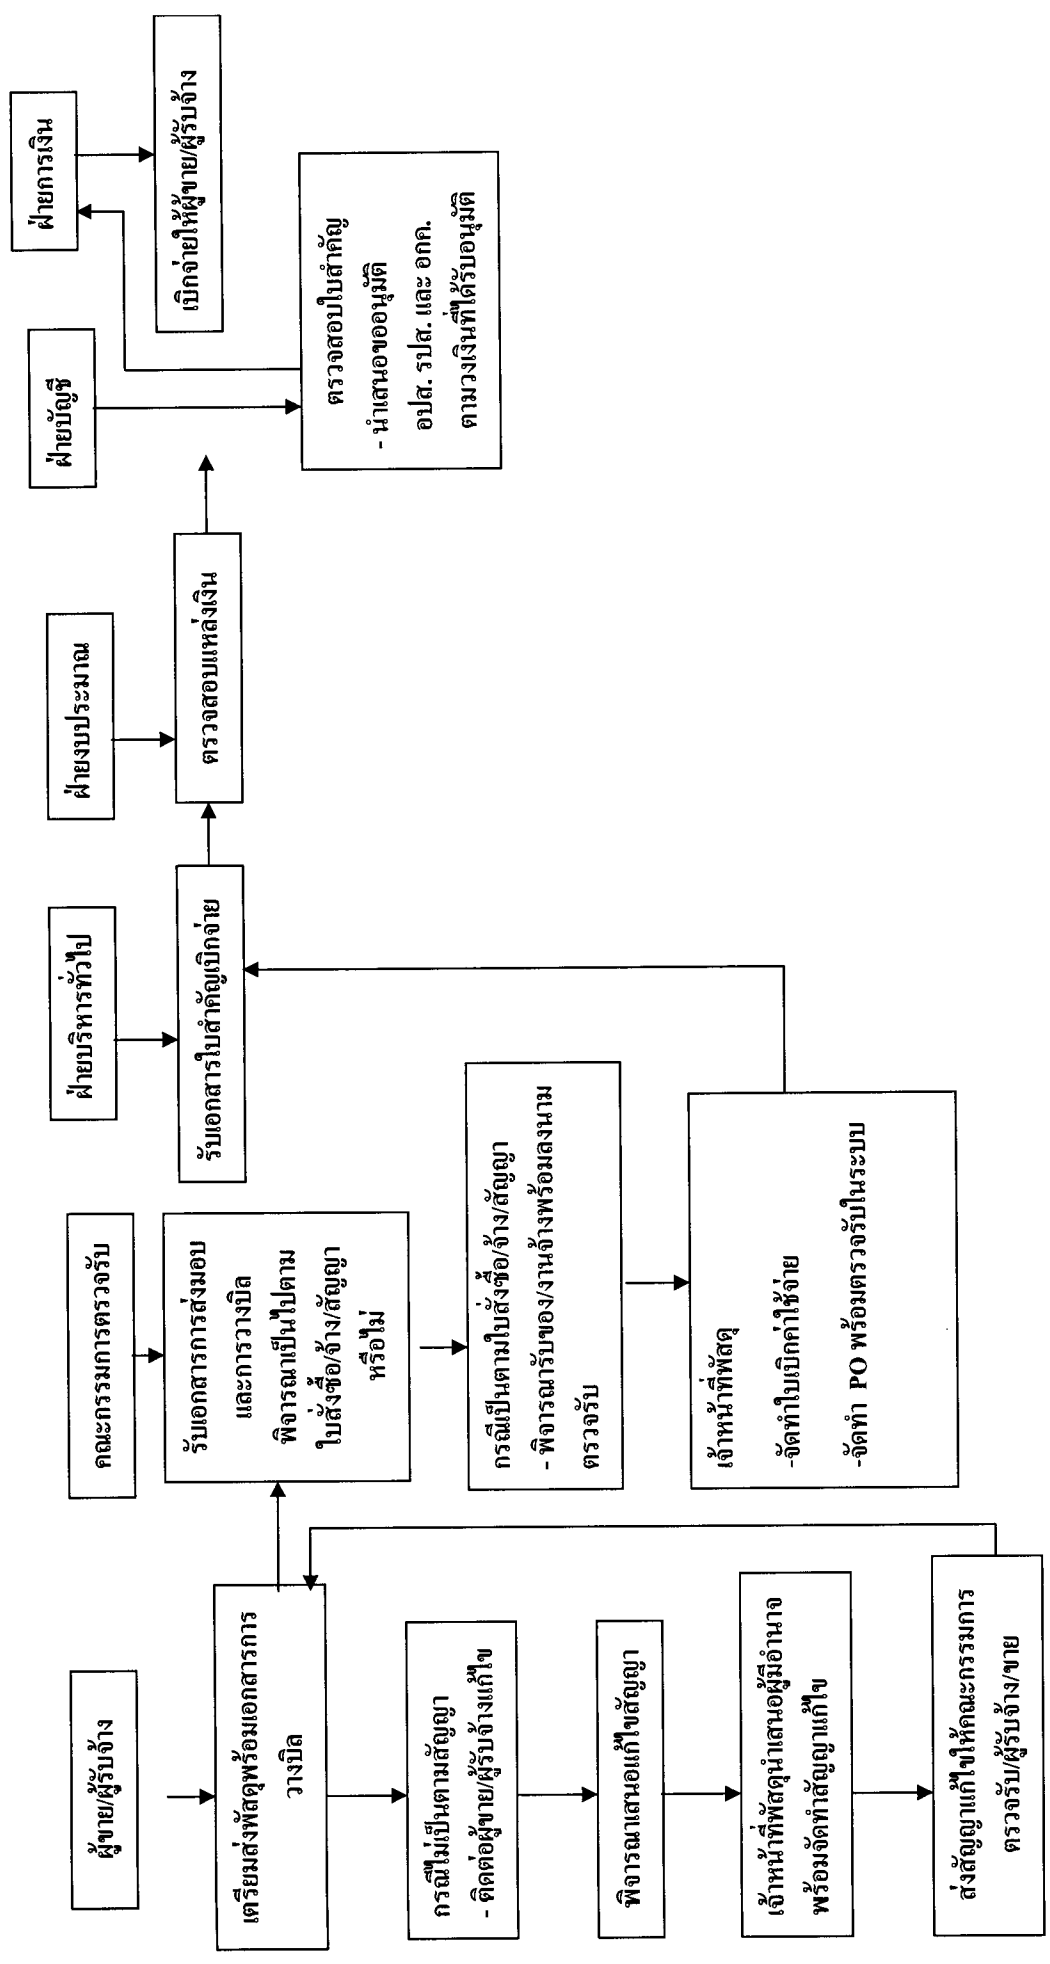 ผู้ขาย/ผู้รับจ้าง
เตรียมส่งพัสดุพร้อมเอกสารการ
วางบิล
กรณีไม่เป็นตามสัญญา
- ติดต่อผู้ขาย/ผู้รับจ้างแก้ไข
พิจารณาเสนอแก้ไขสัญญา
เจ้าหน้าที่พัสดุนำเสนอผู้มีอำนาจ
พร้อมจัดทำสัญญาแก้ไข
ส่งสัญญาแก้ไขให้คณะกรรมการ
ตรวจรับ/ผู้รับจ้าง/ขาย
คณะกรรมการตรวจรับ
รับเอกสารการส่งมอบ
และการวางบิล
พิจารณาเป็นไปตาม
ใบสั่งซื้อ/จ้าง/สัญญา
หรือไม่
กรณีเป็นตามใบสั่งซื้อ/จ้าง/สัญญา
- พิจารณารับของ/งานจ้างพร้อมลงนาม
ตรวจรับ
เจ้าหน้าที่พัสดุ
-จัดทำใบเบิกค่าใช้จ่าย
-จัดทำ PO พร้อมตรวจรับในระบบ
ฝ่ายบริหารทั่วไป
รับเอกสารใบสำคัญเบิกจ่าย
ฝ่ายงบประมาณ
ตรวจสอบแหล่งเงิน
ฝ่ายบัญชี
ตรวจสอบใบสำคัญ
- นำเสนอขออนุมัติ
อปส. รปส. และ อกค.
ตามวงเงินที่ได้รับอนุมัติ
ฝ่ายการเงิน
เบิกจ่ายให้ผู้ขาย/ผู้รับจ้าง